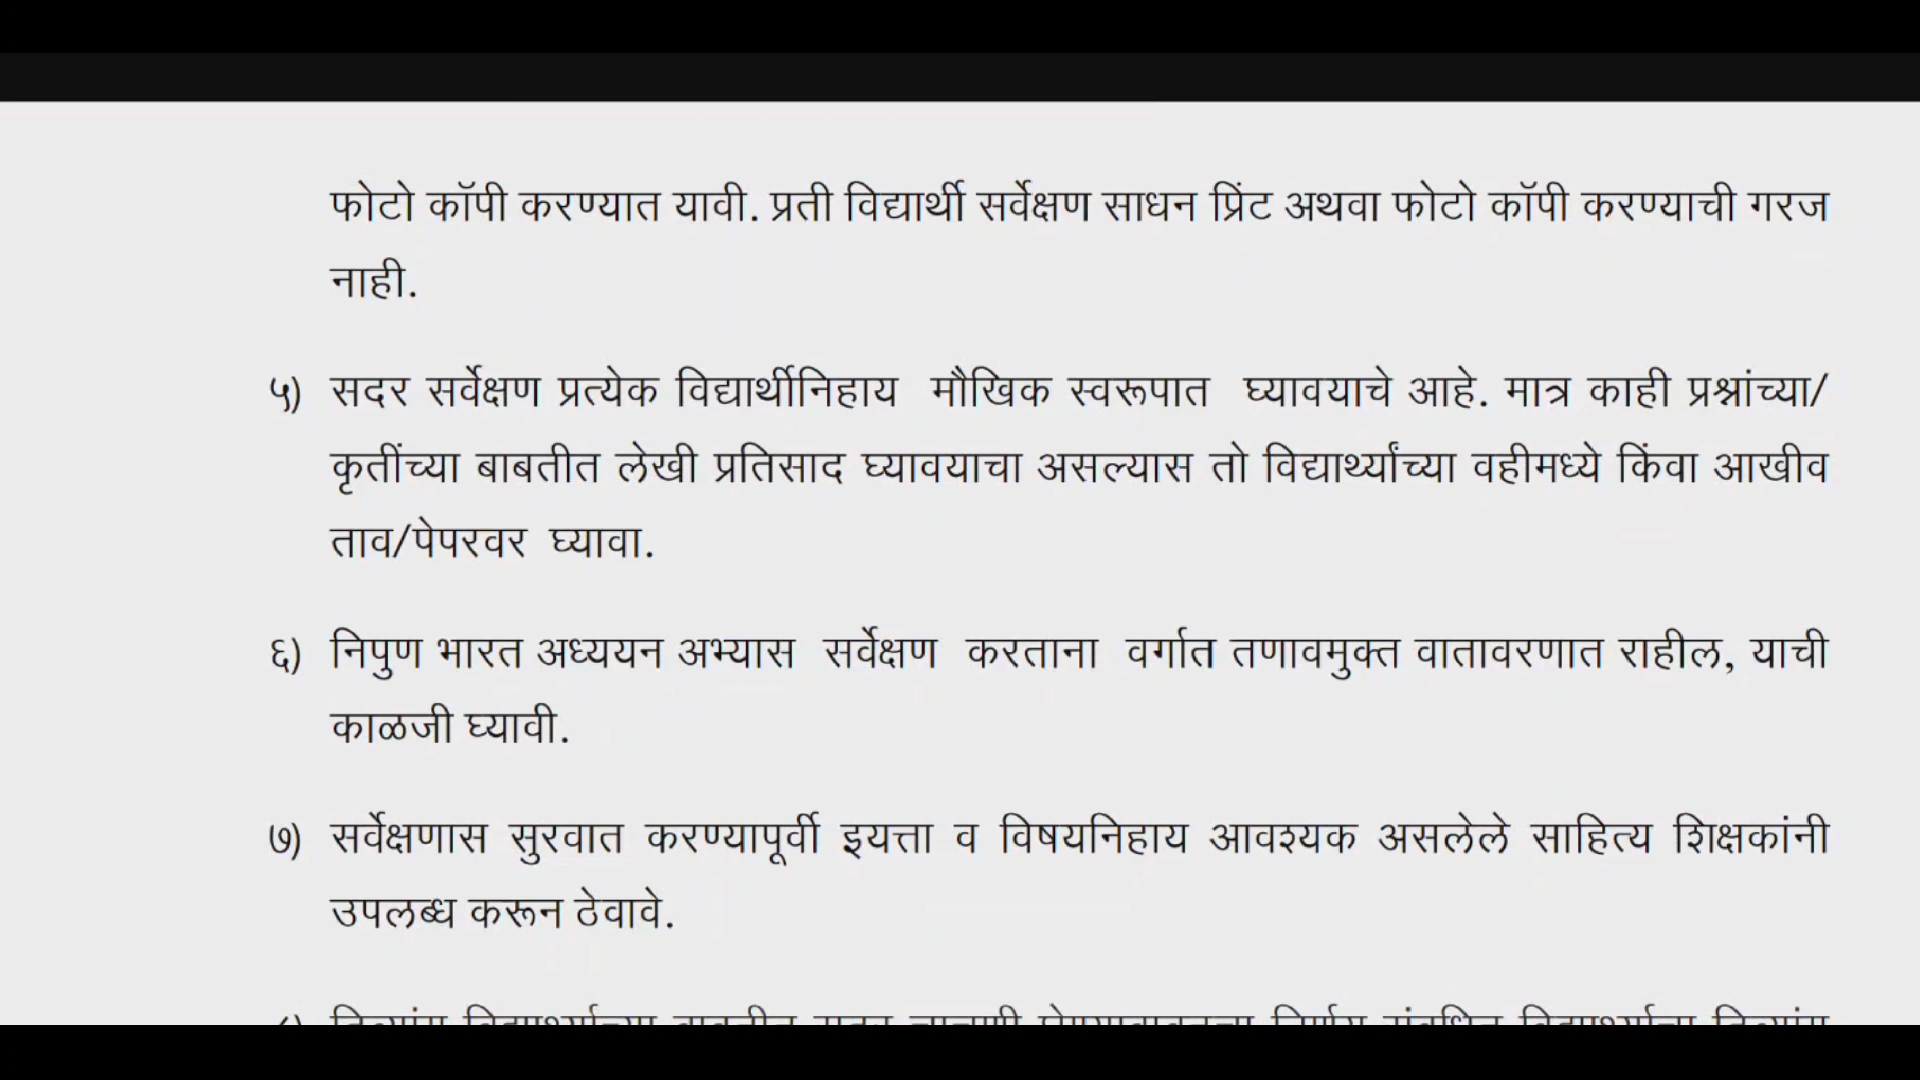 फोटो कॉपी करण्यात यावी. प्रती विद्यार्थी सर्वेक्षण साधन प्रिंट अथवा फोटो कॉपी करण्याची गरज
नाही.
५) सदर सर्वेक्षण प्रत्येक विद्यार्थीनिहाय मौखिक स्वरूपात घ्यावयाचे आहे. मात्र काही प्रश्नांच्या/
कृतींच्या बाबतीत लेखी प्रतिसाद घ्यावयाचा असल्यास तो विद्यार्थ्यांच्या वहीमध्ये किंवा आखीव
ताव/पेपरवर घ्यावा.
६) निपुण भारत अध्ययन अभ्यास सर्वेक्षण करताना वर्गात तणावमुक्त वातावरणात राहील, याची
काळजी घ्यावी.
७) सर्वेक्षणास सुरवात करण्यापूर्वी इयत्ता व विषयनिहाय आवश्यक असलेले साहित्य शिक्षकांनी
उपलब्ध करून ठेवावे.